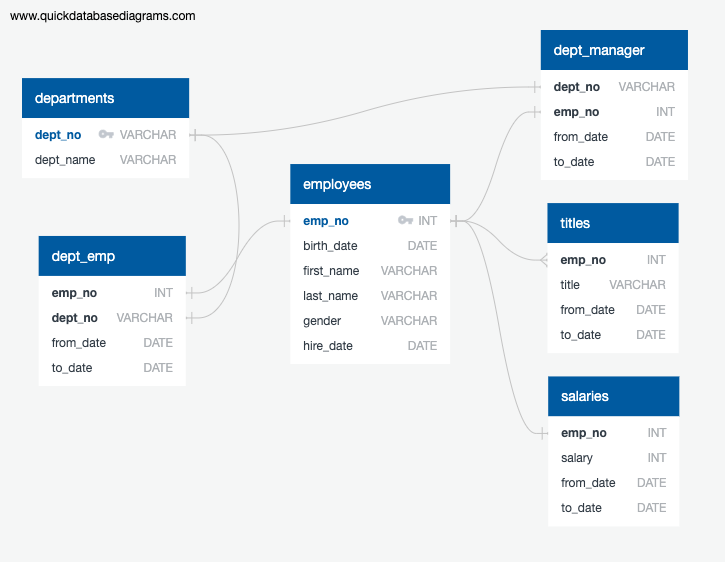 www.quickdatabasediagrams.com
departments
dept_no VARCHAR
dept_name VARCHAR
dept_emp
emp_no INT
dept_no VARCHAR
from_date DATE
to_date DATE
employees
emp_no INT
birth_date DATE
first_name VARCHAR
last_name VARCHAR
gender VARCHAR
hire_date DATE
dept_manager
dept_no VARCHAR
emp_no INT
from_date DATE
to_date DATE
titles
emp_no INT
title VARCHAR
from_date DATE
to_date DATE
salaries
emp_no INT
salary INT
from_date DATE
to_date DATE